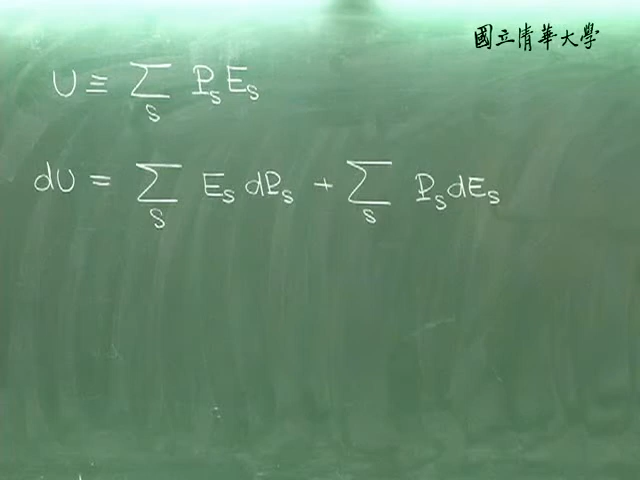 國立清華大學
U ≡ ∑_s P_s E_s
dU = ∑_s E_s dP_s + ∑_s P_s dE_s